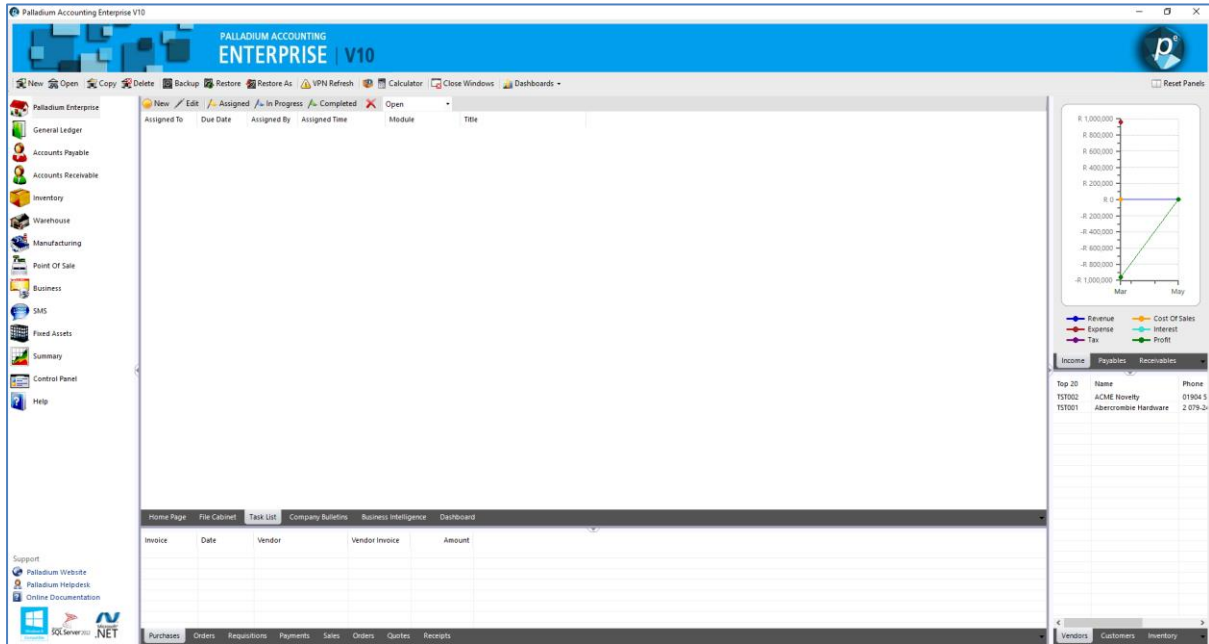 Palladium Accounting Enterprise V10
PALLADIUM ACCOUNTING
ENTERPRISE | V10
New Open Copy Delete Backup Restore Restore As VPN Refresh Calculator Close Windows Dashboards Reset Panels
Palladium Enterprise
General Ledger
Accounts Payable
Accounts Receivable
Inventory
Warehouse
Manufacturing
Point Of Sale
Business
SMS
Fixed Assets
Summary
Control Panel
Help
Support
Palladium Website
Palladium Helpdesk
Online Documentation
New Edit Assigned In Progress Completed Open
Assigned To Due Date Assigned By Assigned Time Module Title
Home Page File Cabinet Task List Company Bulletins Business Intelligence Dashboard
Invoice Date Vendor Vendor Invoice Amount
Purchases Orders Requisitions Payments Sales Orders Quotes Receipts
R 1,000,000
R 800,000
R 600,000
R 400,000
R 200,000
R 0
-R 200,000
-R 400,000
-R 600,000
-R 800,000
-R 1,000,000
Mar May
Revenue Cost Of Sales
Expense Interest
Tax Profit
Income Payables Receivables
Top 20 Name Phone
TST002 ACME Novelty 01904 5
TST001 Abercrombie Hardware 2 079-2
Vendors Customers Inventory
SQL Server .NET